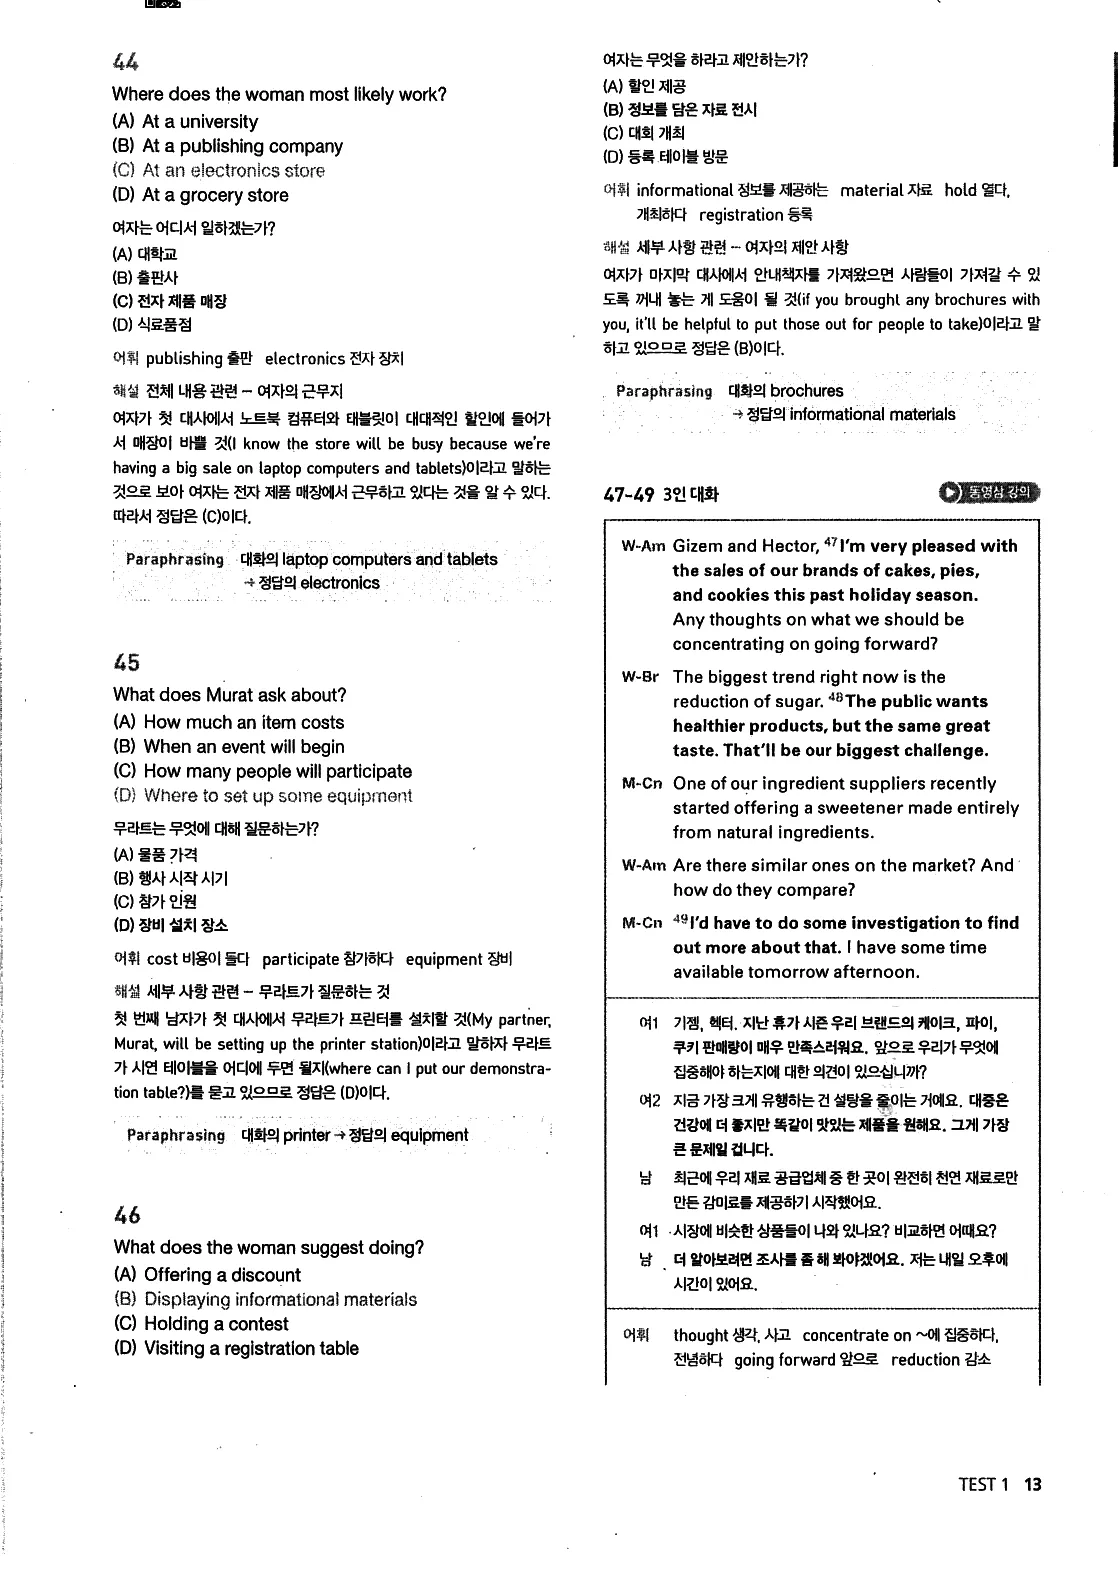 44
Where does the woman most likely work?
(A) At a university
(B) At a publishing company
(C) At an electronics store
(D) At a grocery store
여자는 어디서 일하겠는가?
(A) 대학교
(B) 출판사
(C) 전자 제품 매장
(D) 식료품점
어휘 publishing 출판 electronics 전자 장치
해설 전체 내용 관련 – 여자의 근무지
여자가 첫 대사에서 노트북 컴퓨터와 태블릿이 대대적인 할인에 들어가
서 매장이 바쁠 것(I know the store will be busy because we're
having a big sale on laptop computers and tablets)이라고 말하는
것으로 보아 여자는 전자 제품 매장에서 근무하고 있다는 것을 알 수 있다.
따라서 정답은 (C)이다.
Paraphrasing 대화의 laptop computers and tablets
→ 정답의 electronics
45
What does Murat ask about?
(A) How much an item costs
(B) When an event will begin
(C) How many people will participate
(D) Where to set up some equipment
무라트는 무엇에 대해 질문하는가?
(A) 물품 가격
(B) 행사 시작 시기
(C) 참가 인원
(D) 장비 설치 장소
어휘 cost 비용이 들다 participate 참가하다 equipment 장비
해설 세부 사항 관련 – 무라트가 질문하는 것
첫 번째 남자가 첫 대사에서 무라트가 프린터를 설치할 것(My partner,
Murat, will be setting up the printer station)이라고 말하자 무라트
가 시연 테이블을 어디에 두면 될지(where can I put our demonstra-
tion table?)를 묻고 있으므로 정답은 (D)이다.
Paraphrasing 대화의 printer → 정답의 equipment
46
What does the woman suggest doing?
(A) Offering a discount
(B) Displaying informational materials
(C) Holding a contest
(D) Visiting a registration table
여자는 무엇을 하라고 제안하는가?
(A) 할인 제공
(B) 정보를 담은 자료 전시
(C) 대회 개최
(D) 등록 테이블 방문
어휘 informational 정보를 제공하는 material 자료 hold 열다,
개최하다 registration 등록
해설 세부 사항 관련 – 여자의 제안 사항
여자가 마지막 대사에서 안내책자를 가져왔으면 사람들이 가져갈 수 있
도록 꺼내 놓는 게 도움이 될 것(if you brought any brochures with
you, it'll be helpful to put those out for people to take)이라고 말
하고 있으므로 정답은 (B)이다.
Paraphrasing 대화의 brochures
→ 정답의 informational materials
47-49 3인 대화 동영상 강의
W-Am Gizem and Hector, 47I'm very pleased with
the sales of our brands of cakes, pies,
and cookies this past holiday season.
Any thoughts on what we should be
concentrating on going forward?
W-Br The biggest trend right now is the
reduction of sugar. 48The public wants
healthier products, but the same great
taste. That'll be our biggest challenge.
M-Cn One of our ingredient suppliers recently
started offering a sweetener made entirely
from natural ingredients.
W-Am Are there similar ones on the market? And
how do they compare?
M-Cn 49I'd have to do some investigation to find
out more about that. I have some time
available tomorrow afternoon.
여1 기젬, 헥터. 지난 휴가 시즌 우리 브랜드의 케이크, 파이,
쿠키 판매량이 매우 만족스러워요. 앞으로 우리가 무엇에
집중해야 하는지에 대한 의견이 있으십니까?
여2 지금 가장 크게 유행하는 건 설탕을 줄이는 거예요. 대중은
건강에 더 좋지만 똑같이 맛있는 제품을 원해요. 그게 가장
큰 문제일 겁니다.
남 최근에 우리 재료 공급업체 중 한 곳이 완전히 천연 재료로만
만든 감미료를 제공하기 시작했어요.
여1 시장에 비슷한 상품들이 나와 있나요? 비교하면 어때요?
남 더 알아보려면 조사를 좀 해 봐야겠어요. 저는 내일 오후에
시간이 있어요.
어휘 thought 생각, 사고 concentrate on ~에 집중하다,
전념하다 going forward 앞으로 reduction 감소
TEST 1 13